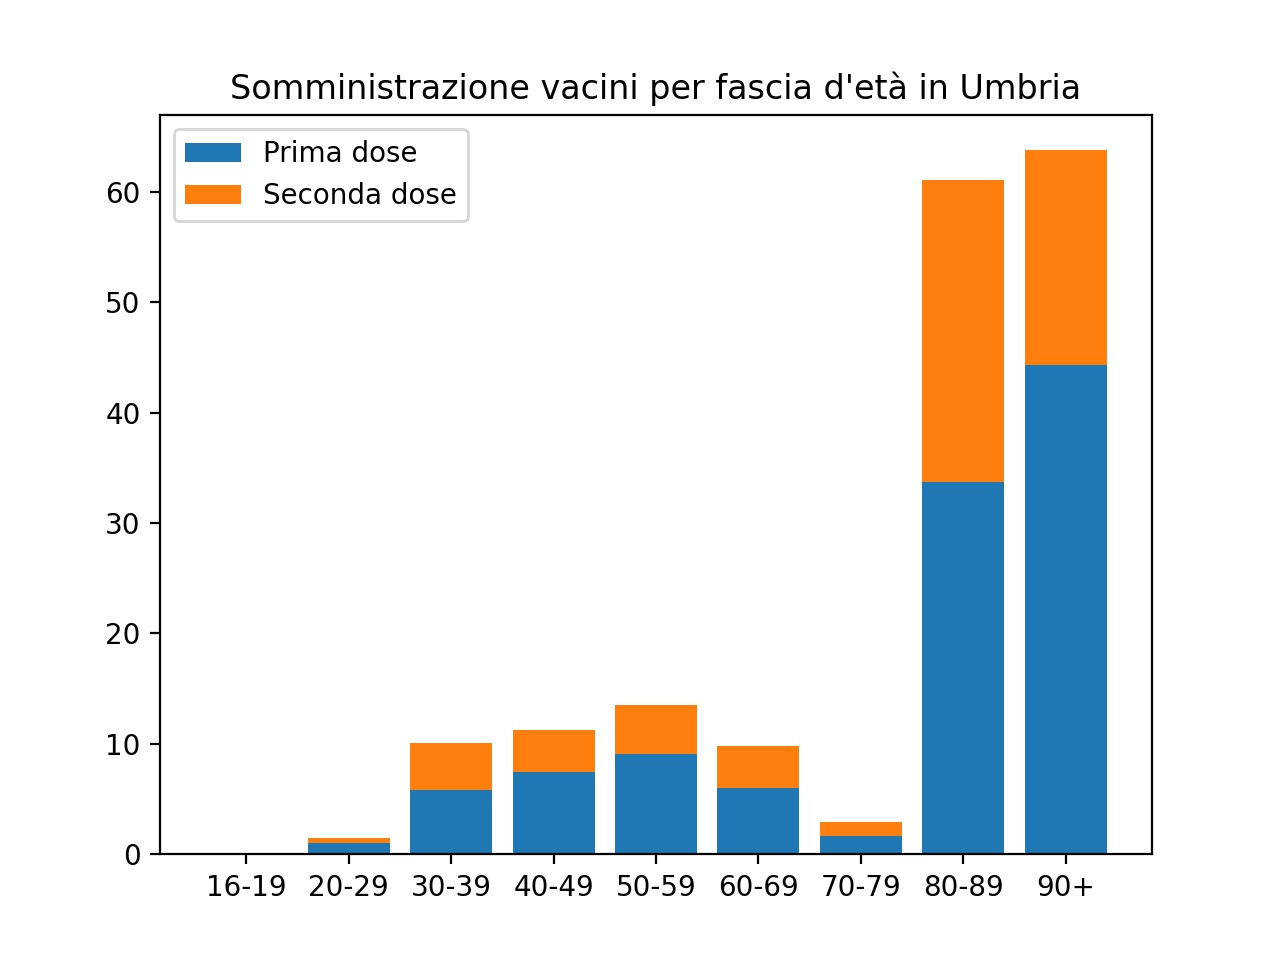 Somministrazione vacini per fascia d'età in Umbria
Prima dose
Seconda dose
60
50
40
30
20
10
0
16-19 20-29 30-39 40-49 50-59 60-69 70-79 80-89 90+